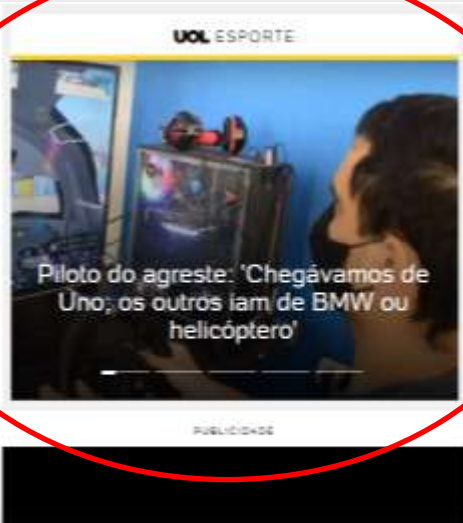 UOL ESPORTE
Piloto do agreste: 'Chegávamos de
Uno; os outros iam de BMW ou
helicóptero'
PUBLICIDADE